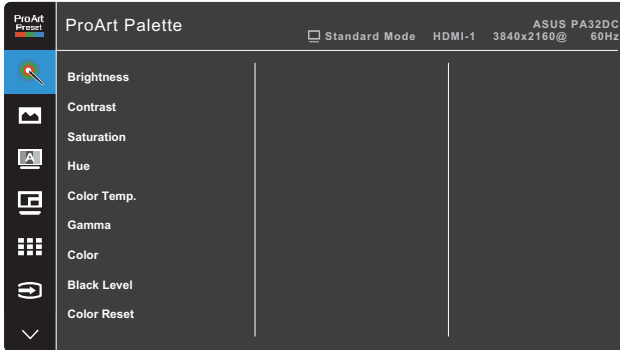 ProArt
Preset
ProArt Palette
ASUS PA32DC
Standard Mode HDMI-1 3840x2160@ 60Hz
Brightness
Contrast
Saturation
A
Hue
Color Temp.
Gamma
Color
Black Level
Color Reset